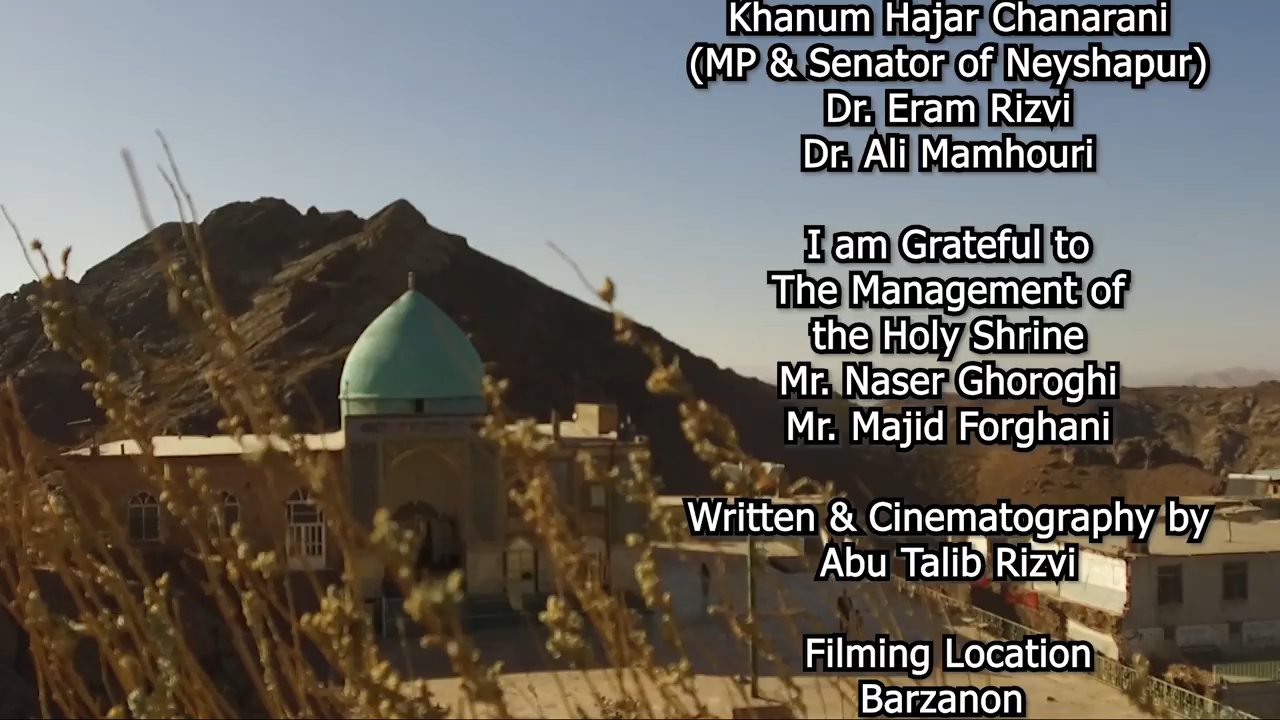 Khanum Hajar Chanarani
(MP & Senator of Neyshapur)
Dr. Eram Rizvi
Dr. Ali Mamhouri
I am Grateful to
The Management of
the Holy Shrine
Mr. Naser Ghoroghi
Mr. Majid Forghani
Written & Cinematography by
Abu Talib Rizvi
Filming Location
Barzanon